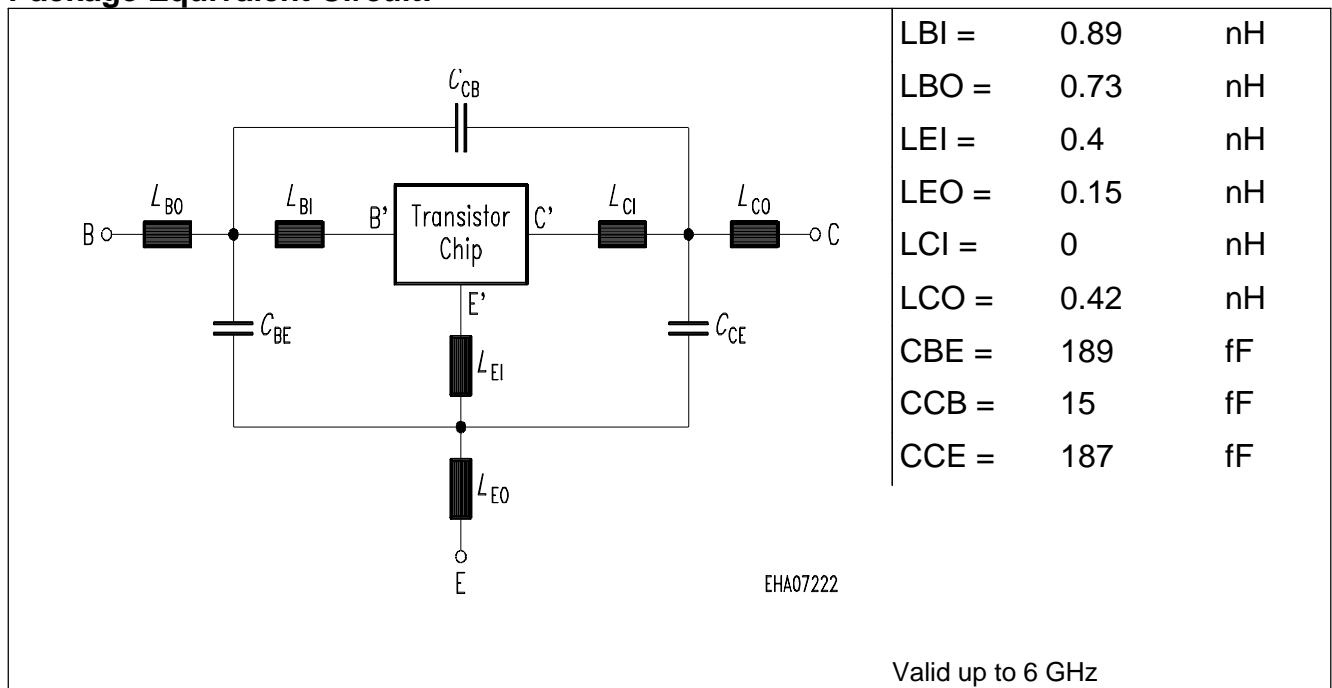 Package Equivalent Circuit:
C_CB
L_BO
L_BI
B'
Transistor
Chip
C'
L_CI
L_CO
B
C
E'
C_BE
C_CE
L_EI
L_EO
E
EHA07222
LBI = 0.89 nH
LBO = 0.73 nH
LEI = 0.4 nH
LEO = 0.15 nH
LCI = 0 nH
LCO = 0.42 nH
CBE = 189 fF
CCB = 15 fF
CCE = 187 fF
Valid up to 6 GHz